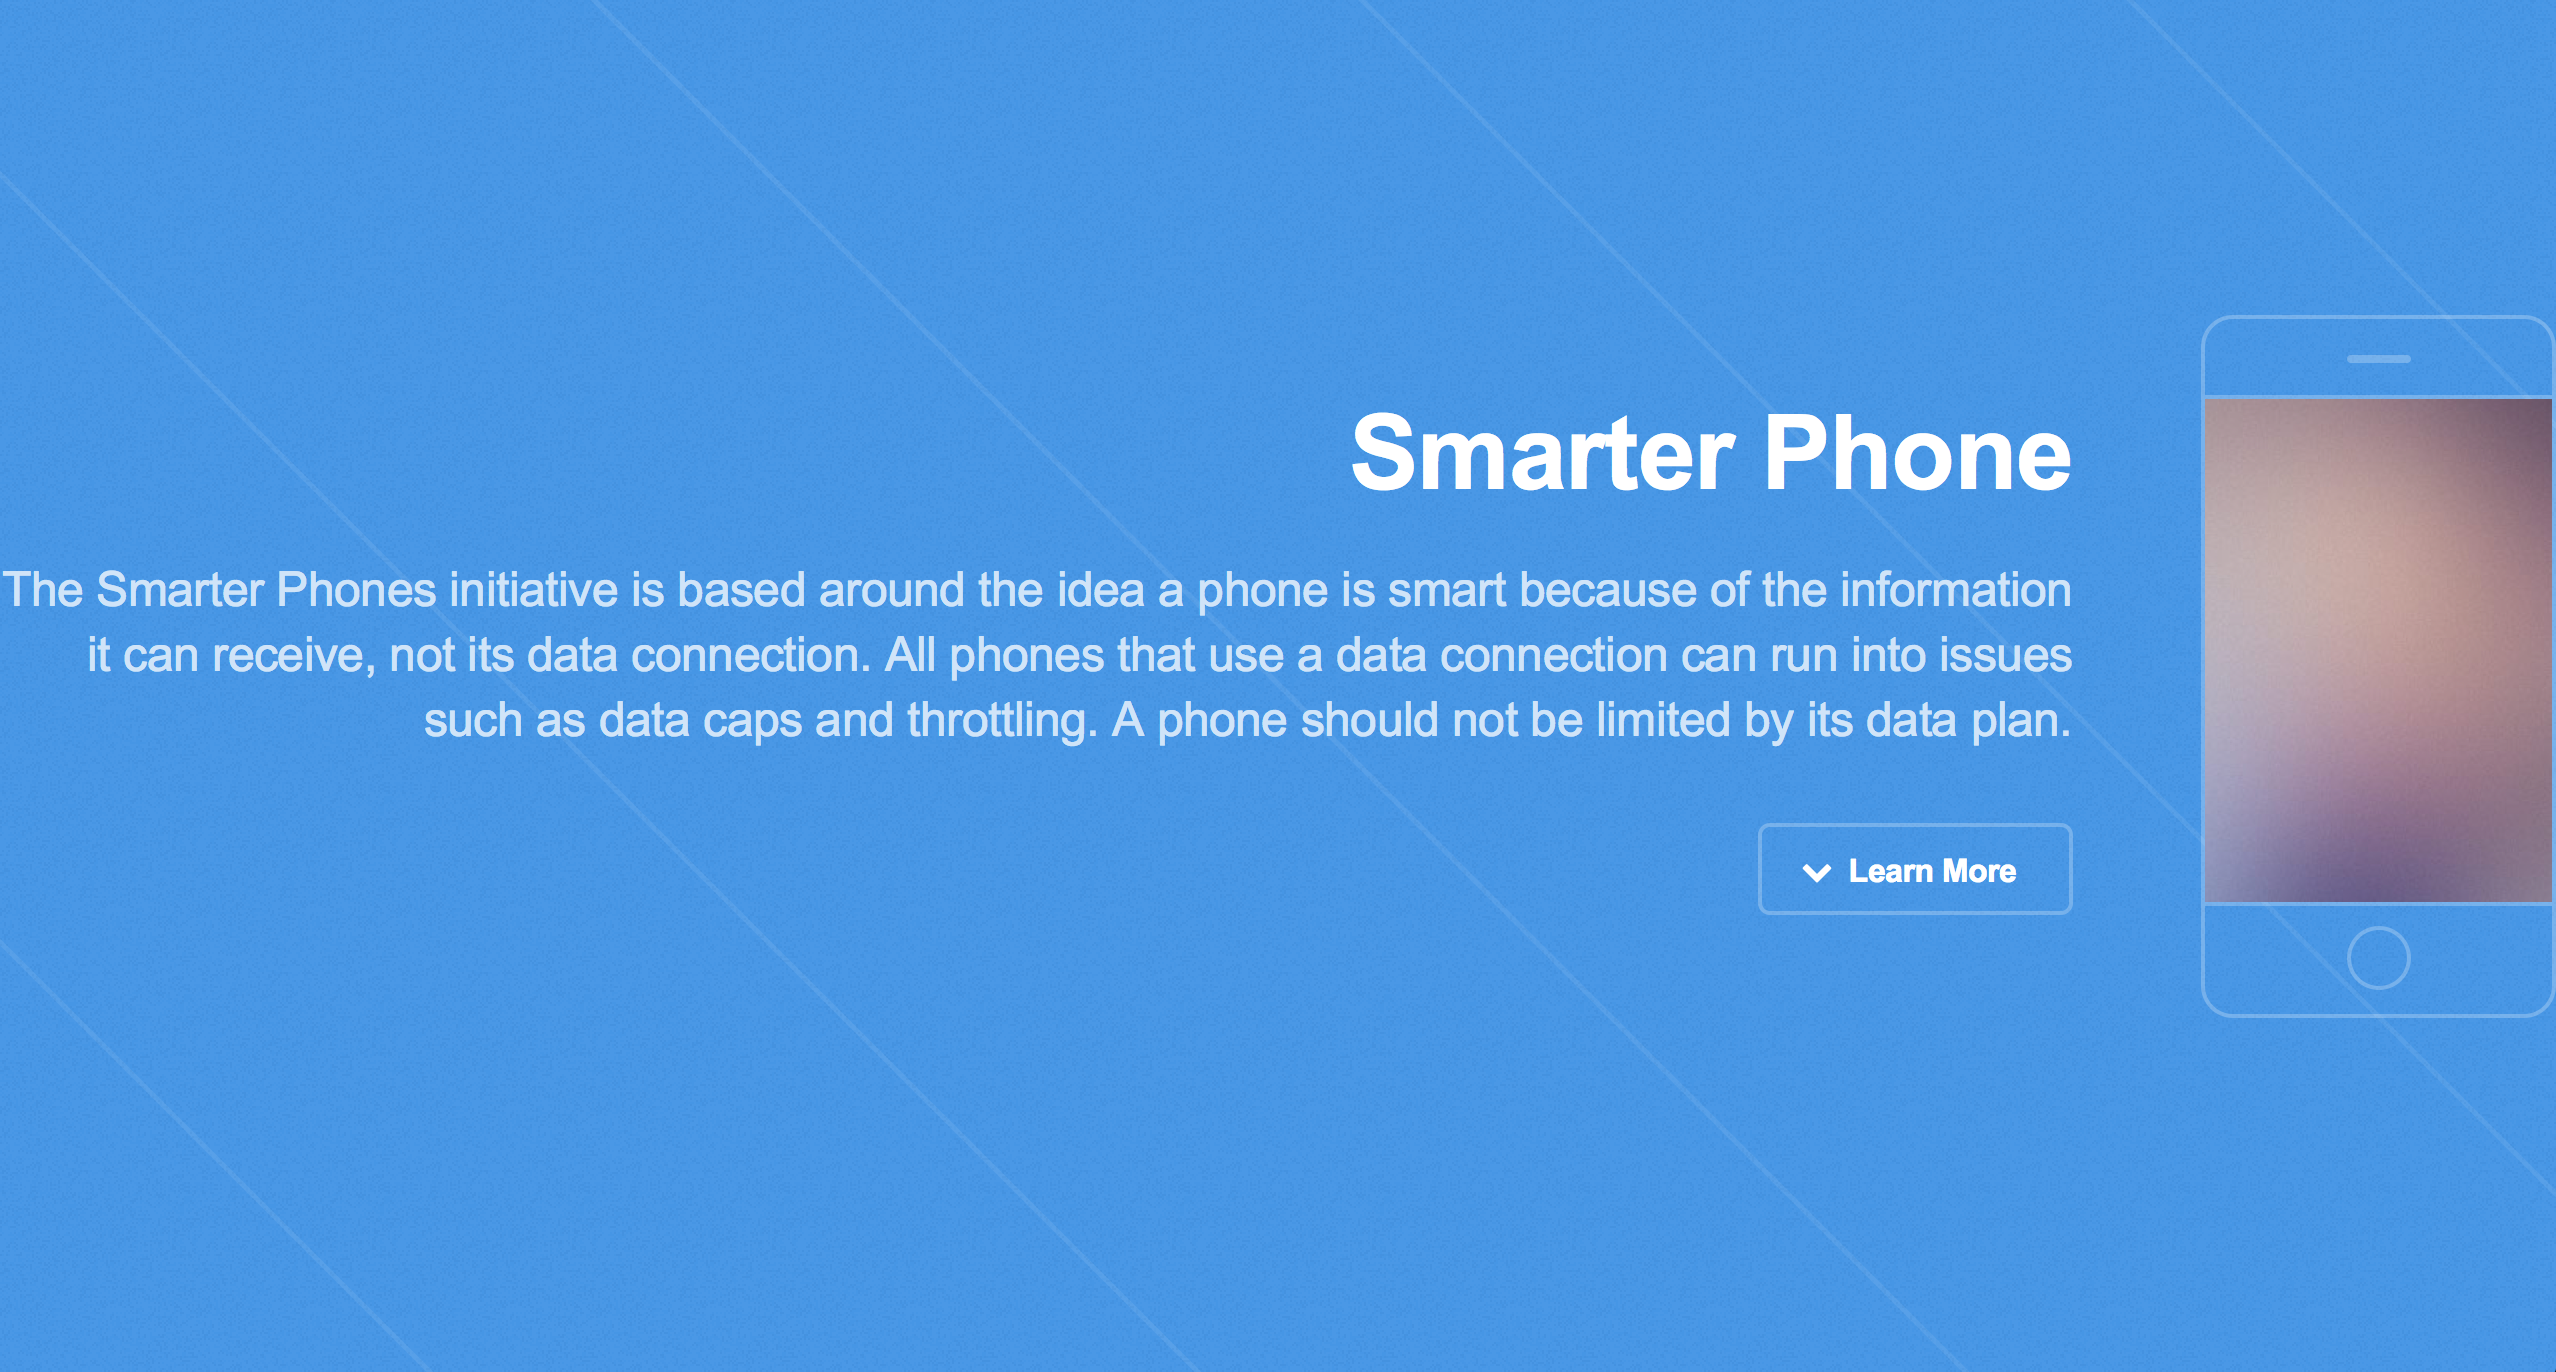 Smarter Phone
The Smarter Phones initiative is based around the idea a phone is smart because of the information
it can receive, not its data connection. All phones that use a data connection can run into issues
such as data caps and throttling. A phone should not be limited by its data plan.
Learn More